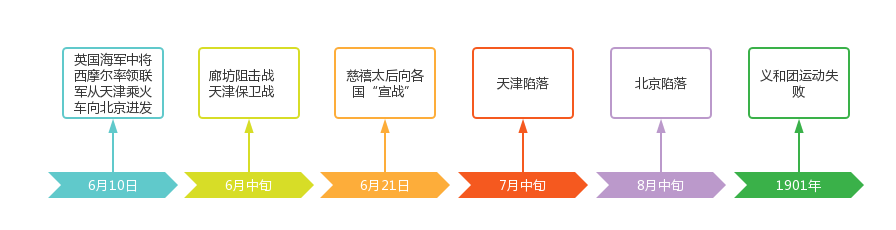 英国海军中将
西摩尔率领联
军从天津乘火
车向北京进发
廊坊阻击战
天津保卫战
慈禧太后向各
国“宣战”
天津陷落
北京陷落
义和团运动失
败
6月10日
6月中旬
6月21日
7月中旬
8月中旬
1901年